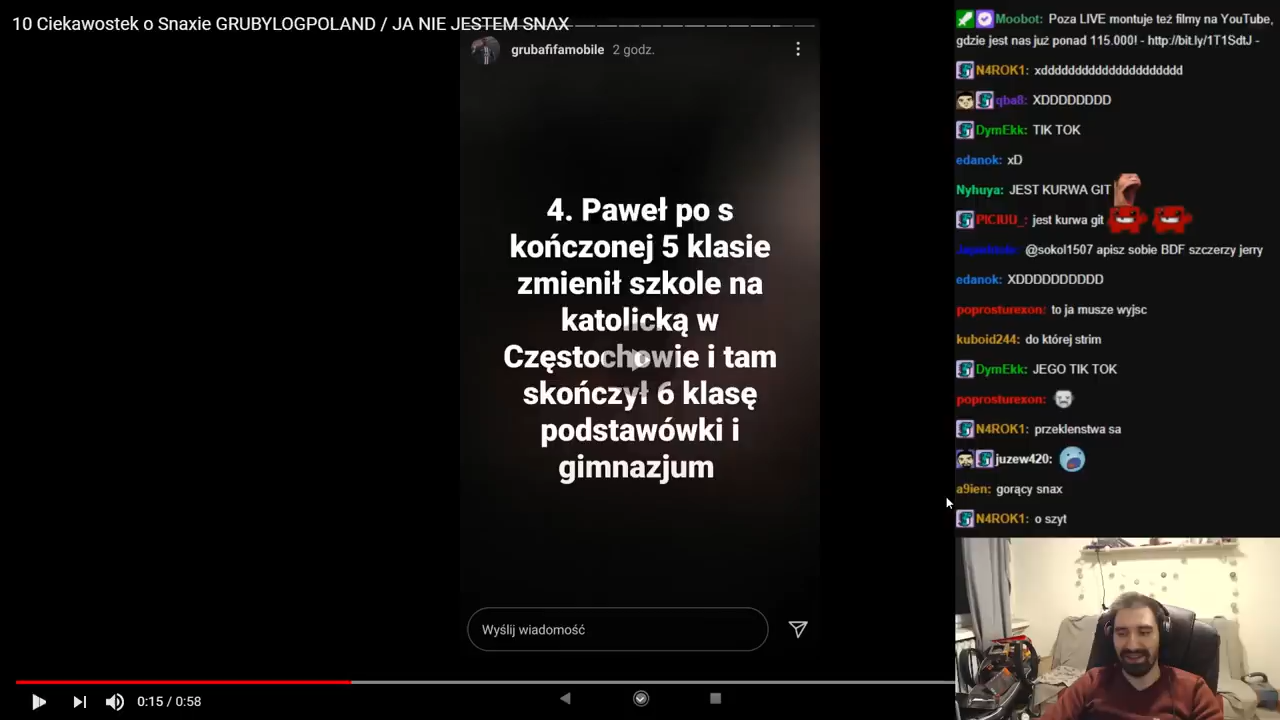 10 Ciekawostek o Snaxie GRUBYLOGPOLAND / JA NIE JESTEM SNAX
grubafifamobile 2 godz.
4. Paweł po s
kończonej 5 klasie
zmienił szkole na
katolicką w
Częstochowie i tam
skończył 6 klasę
podstawówki i
gimnazjum
Wyślij wiadomość
0:15 / 0:58
Moobot: Poza LIVE montuje też filmy na YouTube,
gdzie jest nas już ponad 115.000! - http://bit.ly/1T1SdtJ -
N4ROK1: xddddddddddddddddddddd
qba8: XDDDDDDDD
DymEkk: TIK TOK
edanok: xD
Nyhuya: JEST KURWA GIT
PICIUU_: jest kurwa git
@sokol1507 apisz sobie BDF szczerzy jerry
edanok: XDDDDDDDDDD
poprosturexon: to ja musze wyjsc
kuboid244: do której strim
DymEkk: JEGO TIK TOK
poprosturexon:
N4ROK1: przeklenstwa sa
juzew420:
a9ien: gorący snax
N4ROK1: o szyt